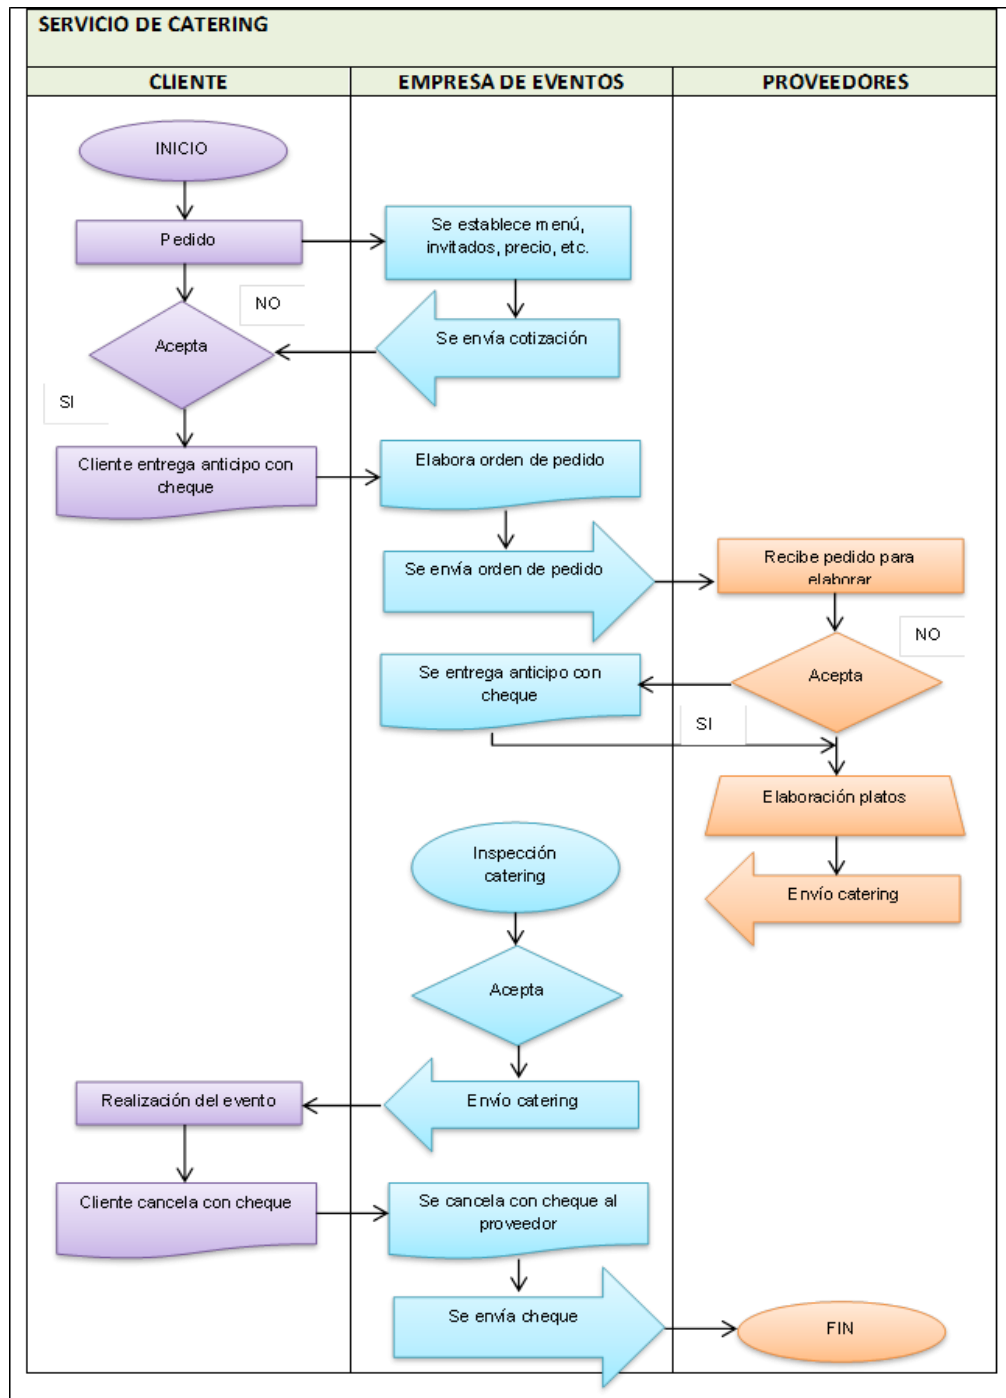 SERVICIO DE CATERING
CLIENTE
EMPRESA DE EVENTOS
PROVEEDORES
INICIO
Pedido
Se establece menú,
invitados, precio, etc.
NO
Acepta
Se envía cotización
SI
Cliente entrega anticipo con
cheque
Elabora orden de pedido
Se envía orden de pedido
Recibe pedido para
elaborar
NO
Acepta
Se entrega anticipo con
cheque
SI
Elaboración platos
Inspección
catering
Envío catering
Acepta
Realización del evento
Envío catering
Cliente cancela con cheque
Se cancela con cheque al
proveedor
Se envía cheque
FIN